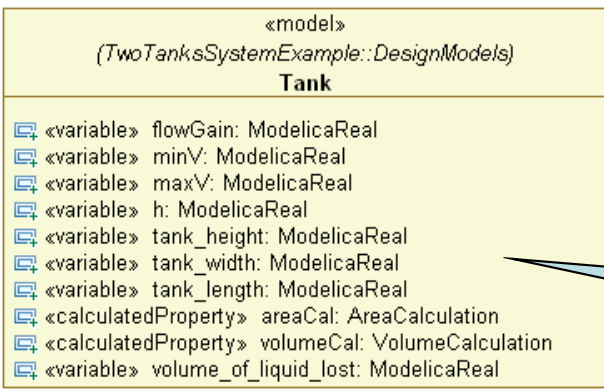 «model»
(TwoTanksSystemExample::DesignModels)
Tank
«variable» flowGain: ModelicaReal
«variable» minV: ModelicaReal
«variable» maxV: ModelicaReal
«variable» h: ModelicaReal
«variable» tank_height: ModelicaReal
«variable» tank_width: ModelicaReal
«variable» tank_length: ModelicaReal
«calculatedProperty» areaCal: AreaCalculation
«calculatedProperty» volumeCal: VolumeCalculation
«variable» volume_of_liquid_lost: ModelicaReal